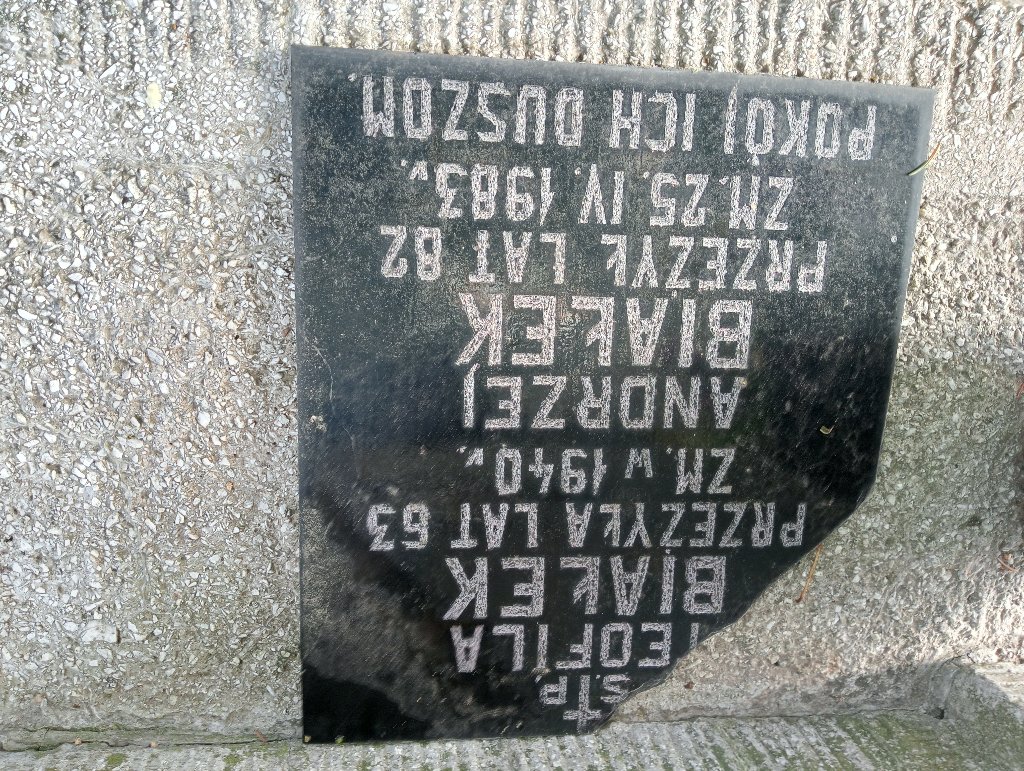 Ś.†P.
TEOFILA
BIAŁEK
PRZEŻYŁA LAT 63
ZM. W 1940 „
ANDRZEJ
BIAŁEK
PRZEŻYŁ LAT 82
ZM. 25. IV. 1983 „
POKÓJ ICH DUSZOM.